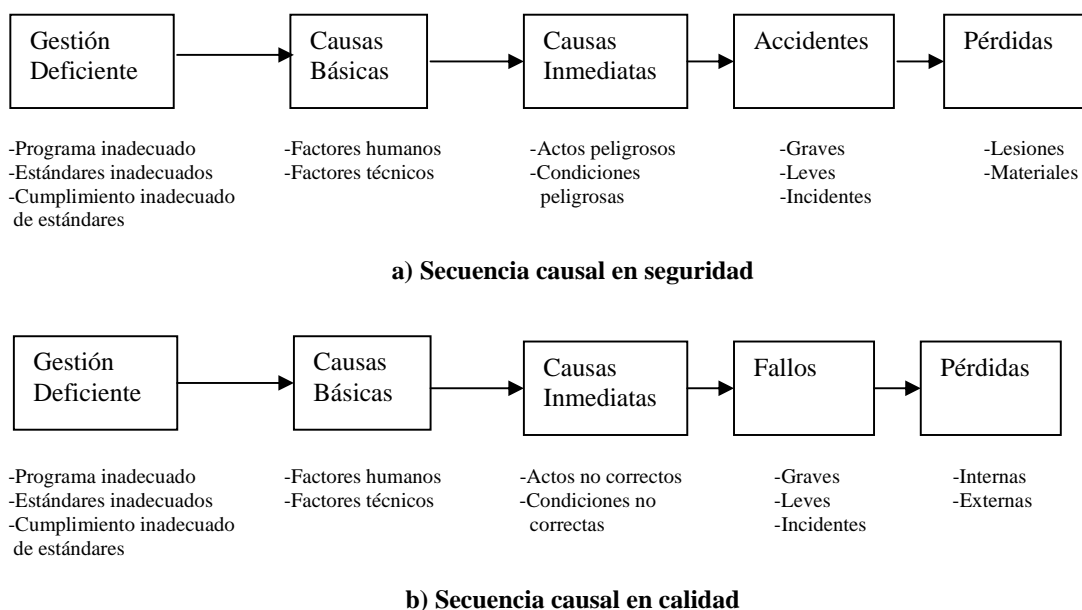 Gestión
Deficiente
Causas
Básicas
Causas
Inmediatas
Accidentes
Pérdidas
-Programa inadecuado
-Estándares inadecuados
-Cumplimiento inadecuado
de estándares
-Factores humanos
-Factores técnicos
-Actos peligrosos
-Condiciones
peligrosas
-Graves
-Leves
-Incidentes
-Lesiones
-Materiales
a) Secuencia causal en seguridad
Gestión
Deficiente
Causas
Básicas
Causas
Inmediatas
Fallos
Pérdidas
-Programa inadecuado
-Estándares inadecuados
-Cumplimiento inadecuado
de estándares
-Factores humanos
-Factores técnicos
-Actos no correctos
-Condiciones no
correctas
-Graves
-Leves
-Incidentes
-Internas
-Externas
b) Secuencia causal en calidad